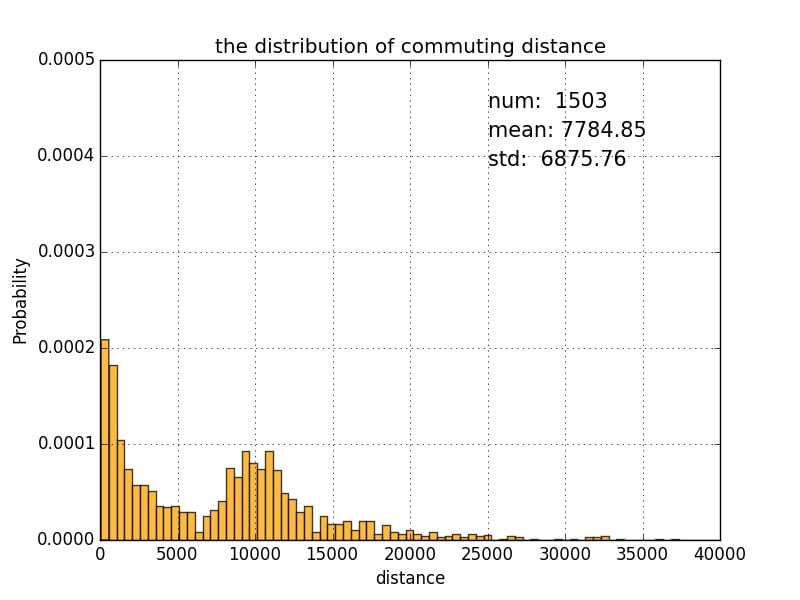 the distribution of commuting distance
0.0005
num: 1503
mean: 7784.85
0.0004
std: 6875.76
0.0003
Probability
0.0002
0.0001
0.0000
0 5000 10000 15000 20000 25000 30000 35000 40000
distance